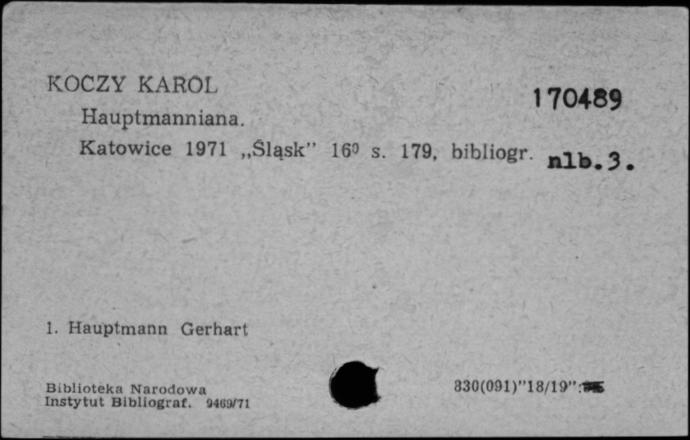 KOCZY KAROL
170489
Hauptmanniana.
Katowice 1971 „Śląsk” 16⁰ s. 179, bibliogr. nlb.3.
1. Hauptmann Gerhart
Biblioteka Narodowa
Instytut Bibliograf. 9469/71
830(091)"18/19":